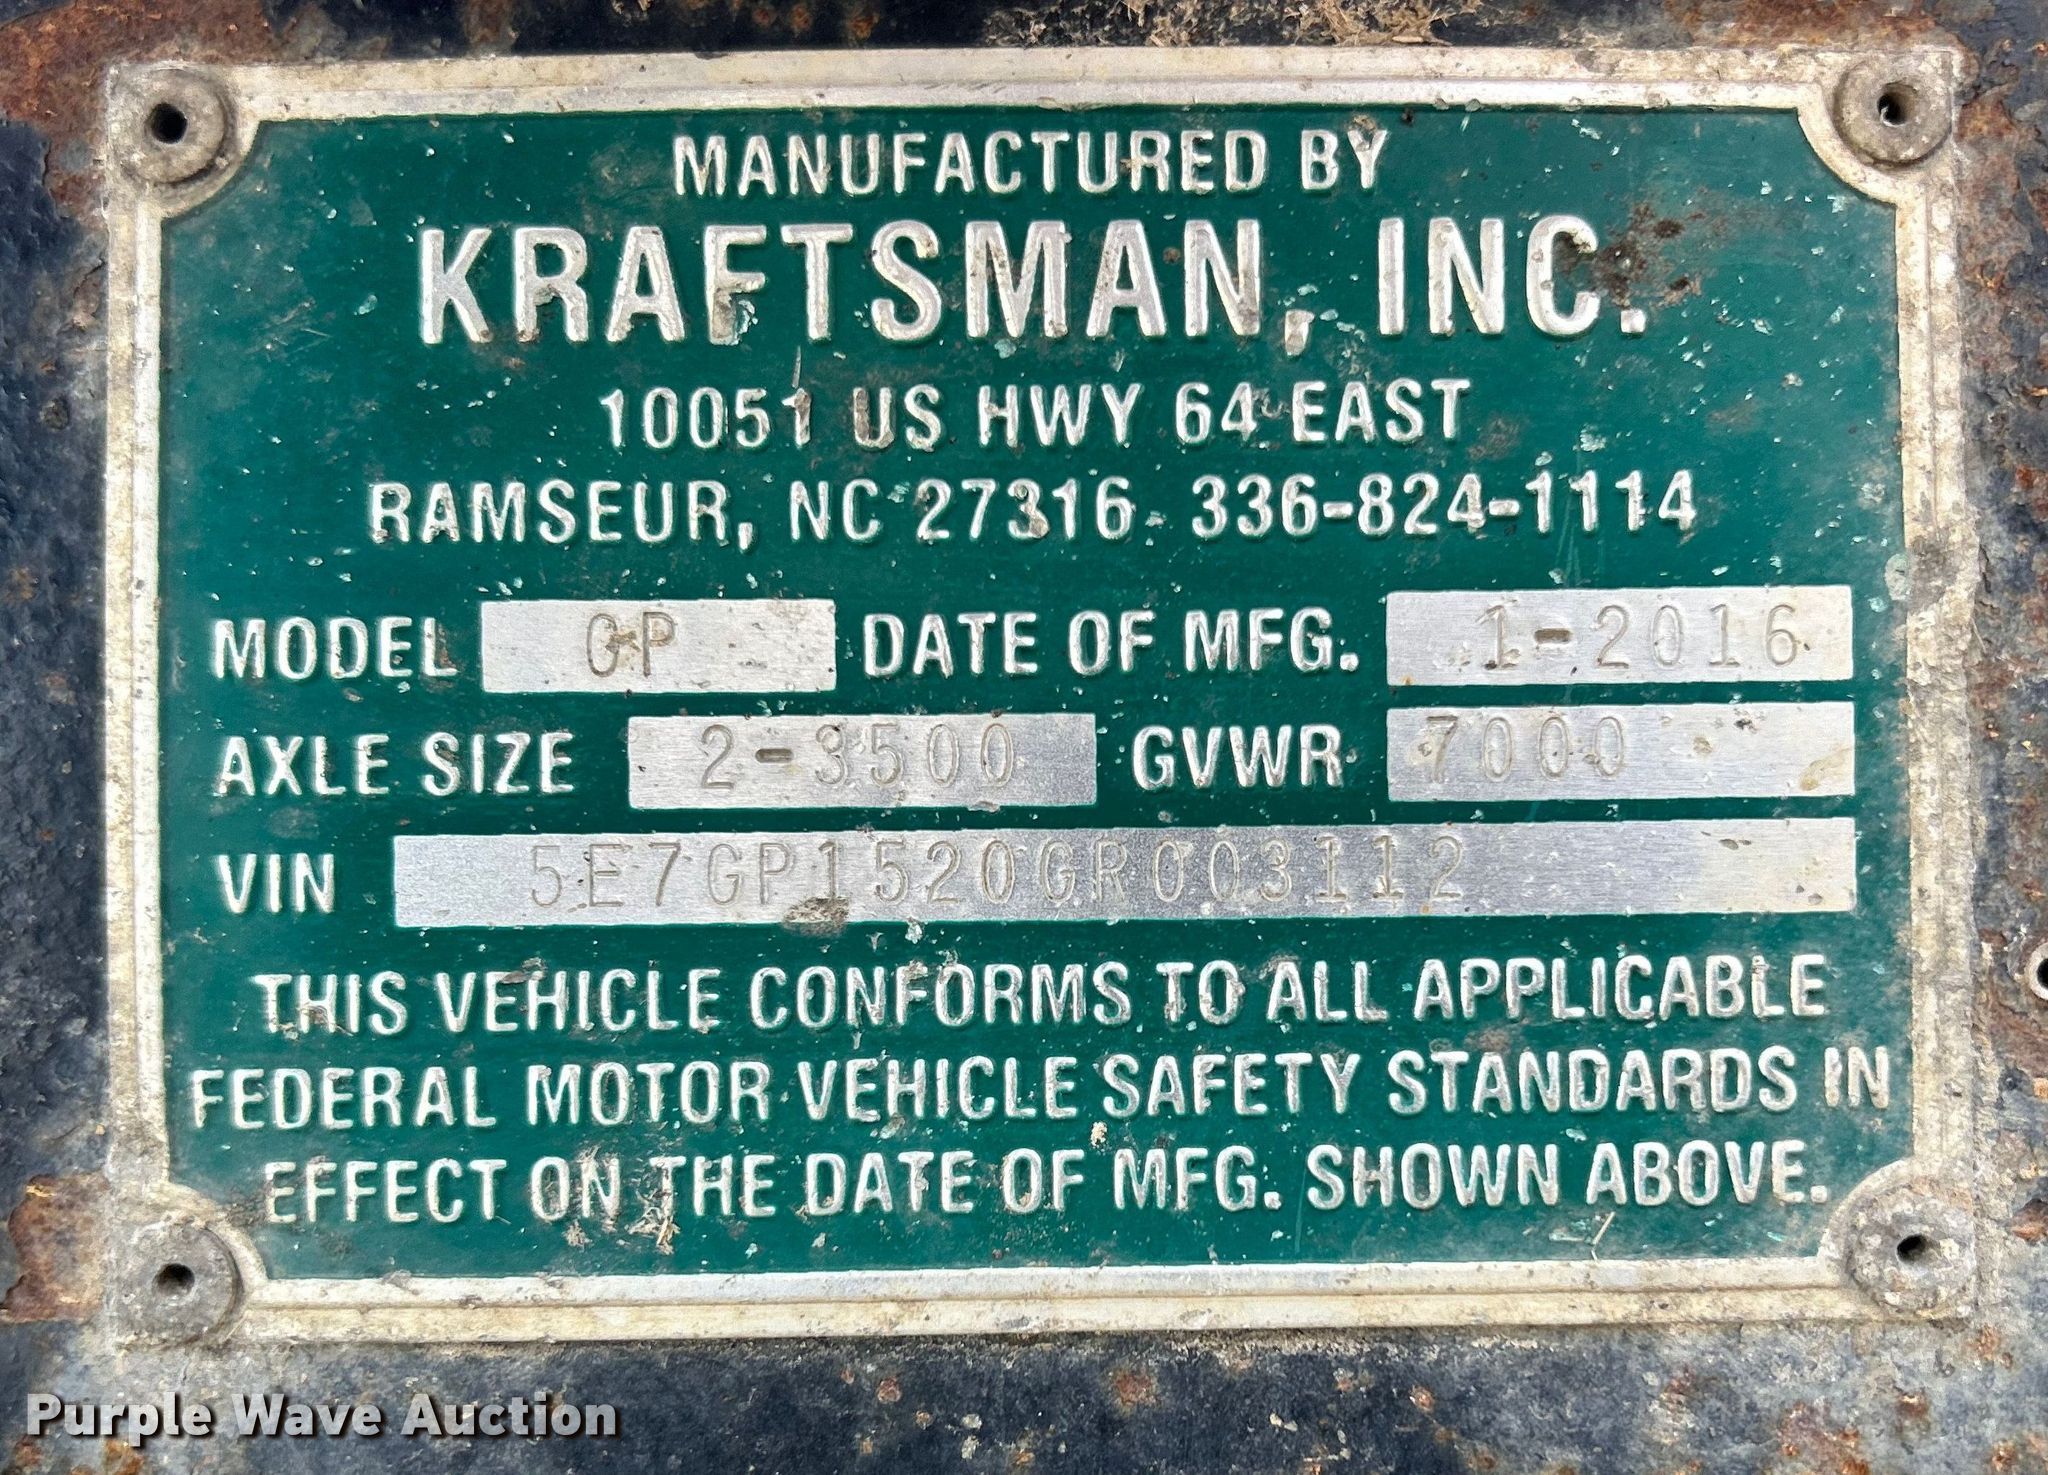 MANUFACTURED BY
KRAFTSMAN, INC.
10051 US HWY 64 EAST
RAMSEUR, NC 27316 336-824-1114
MODEL GP DATE OF MFG. 1-2016
AXLE SIZE 2-3500 GVWR 7000
VIN 5E7GP1520GR003112
THIS VEHICLE CONFORMS TO ALL APPLICABLE
FEDERAL MOTOR VEHICLE SAFETY STANDARDS IN
EFFECT ON THE DATE OF MFG. SHOWN ABOVE.
Purple Wave Auction